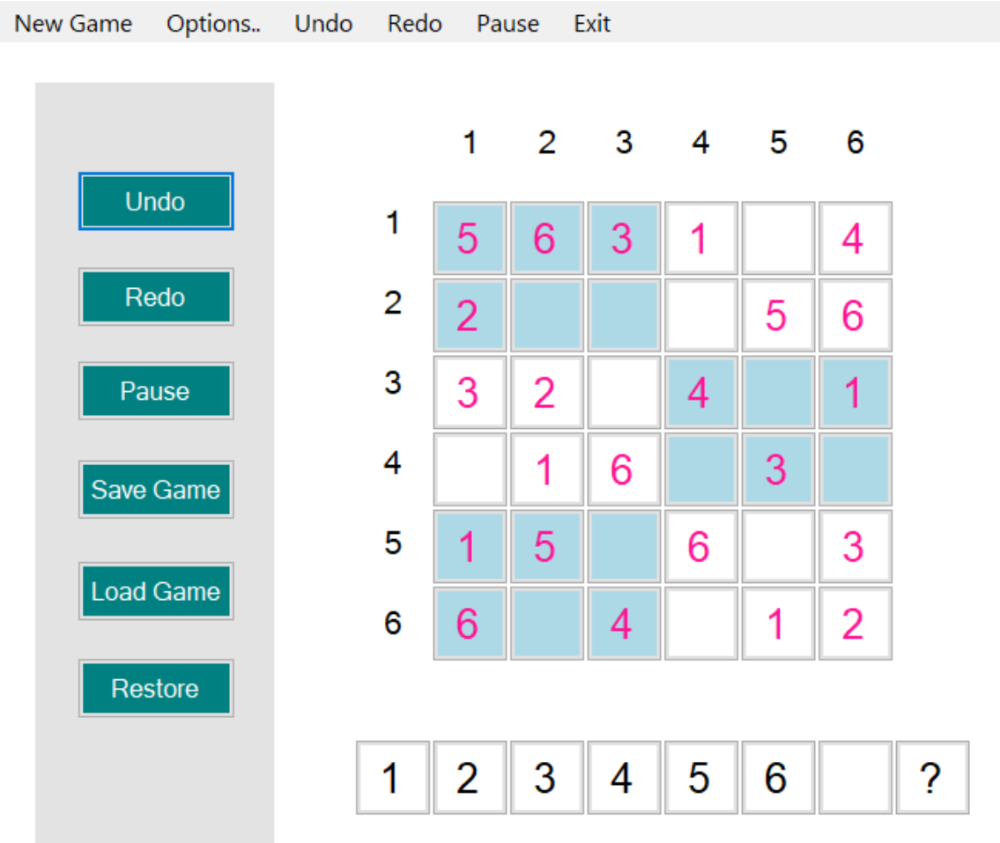 New Game Options.. Undo Redo Pause Exit
1 2 3 4 5 6
Undo
1 5 6 3 1 4
Redo
2 2 5 6
Pause
3 3 2 4 1
Save Game
4 1 6 3
5 1 5 6 3
Load Game
6 6 4 1 2
Restore
1 2 3 4 5 6 ?